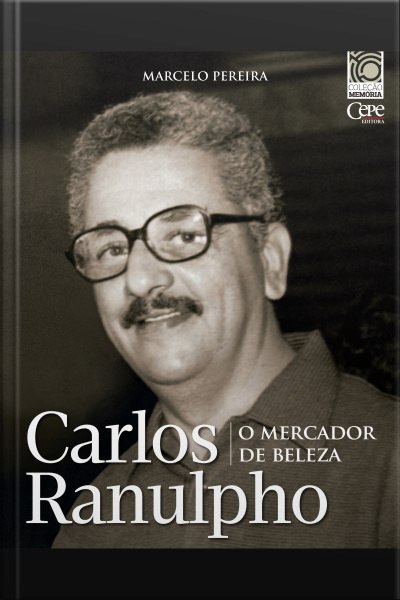 MARCELO PEREIRA
COLEÇÃO
MEMÓRIA
Cepe
EDITORA
Carlos
Ranulpho
O MERCADOR
DE BELEZA